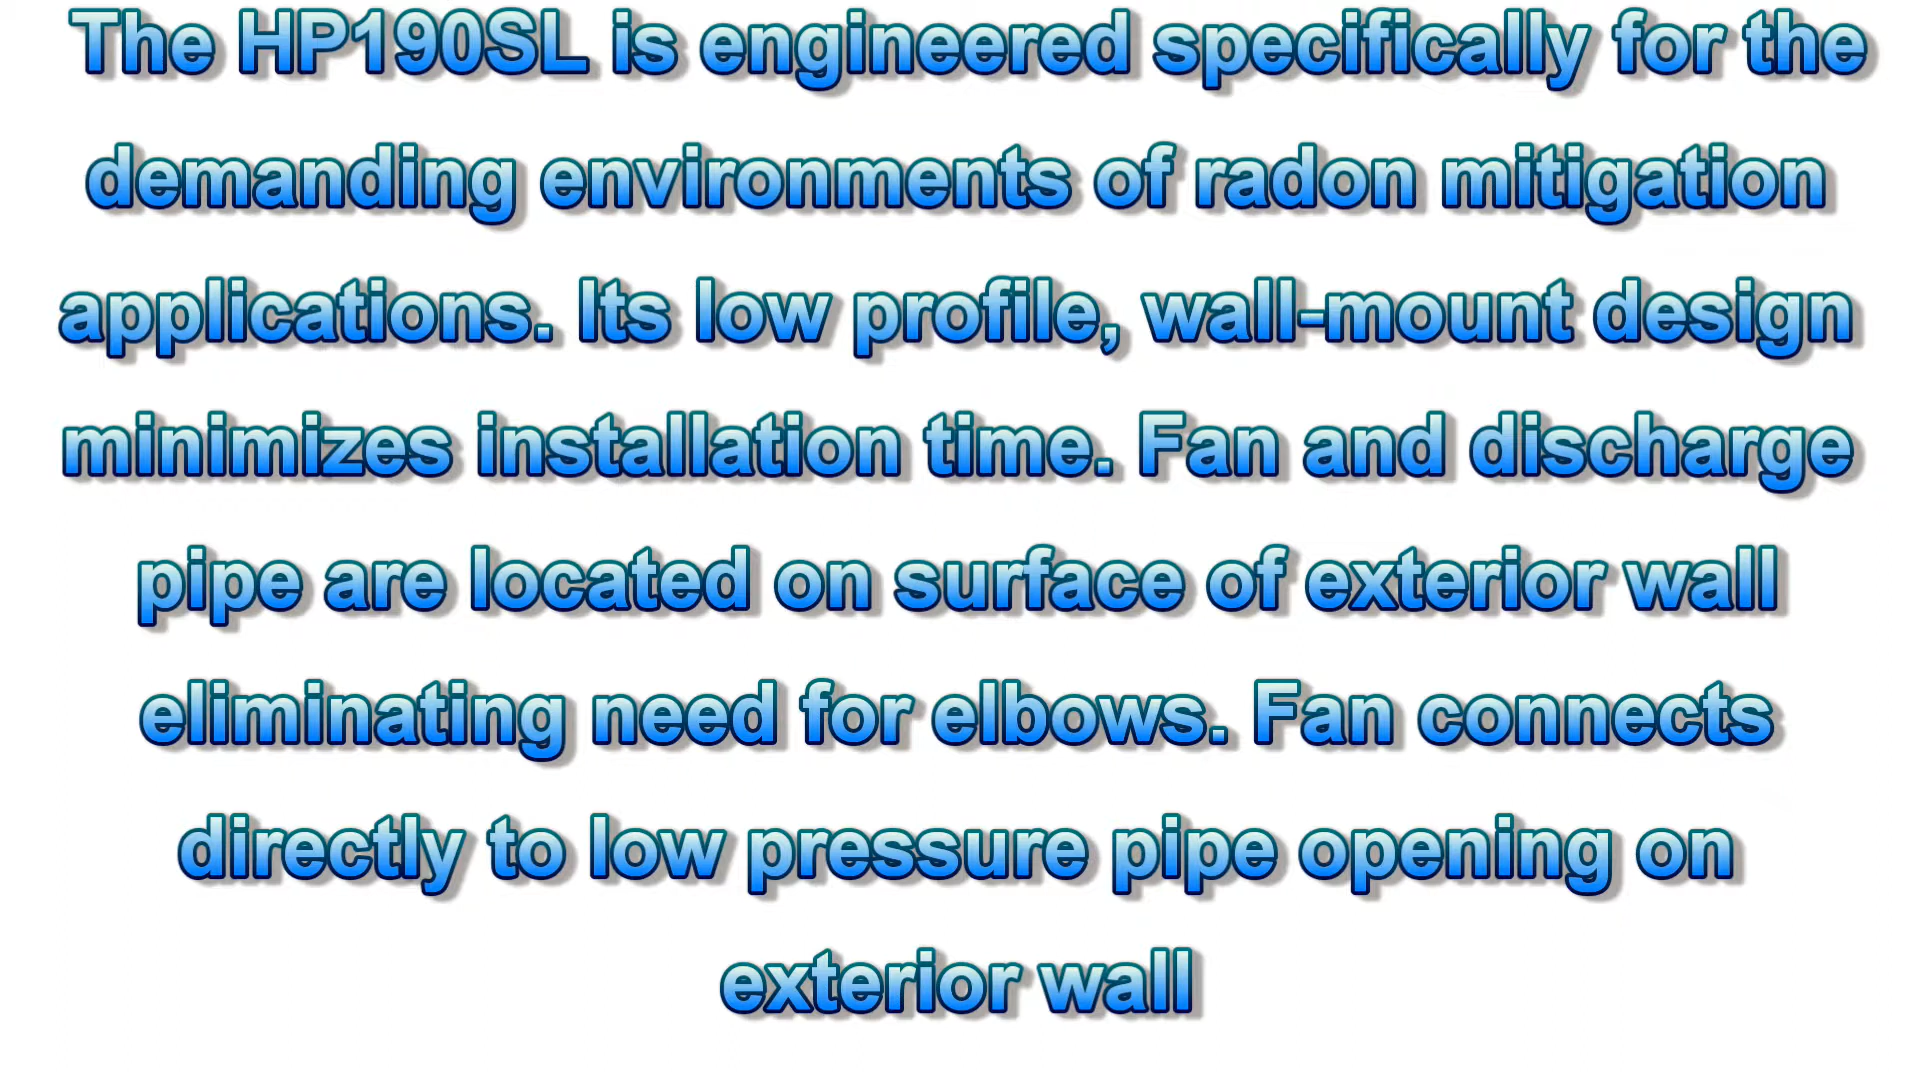 The HP190SL is engineered specifically for the
demanding environments of radon mitigation
applications. Its low profile, wall-mount design
minimizes installation time. Fan and discharge
pipe are located on surface of exterior wall
eliminating need for elbows. Fan connects
directly to low pressure pipe opening on
exterior wall